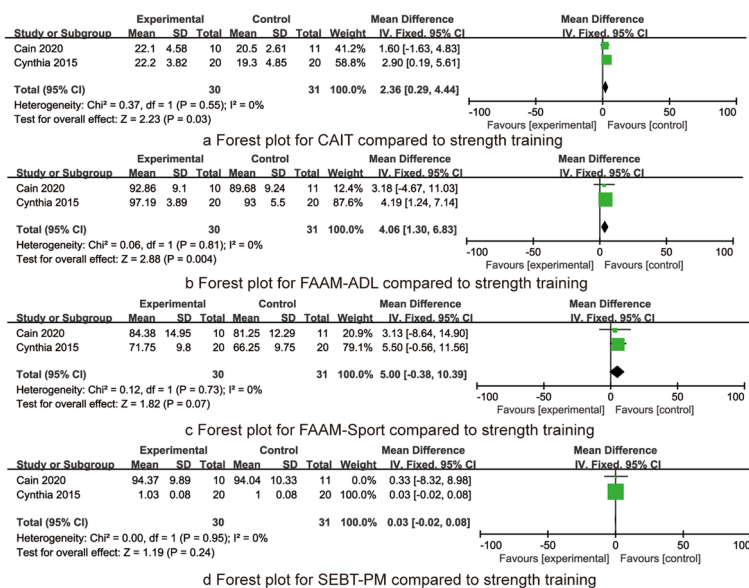 Experimental Control Mean Difference Mean Difference
Study or Subgroup Mean SD Total Mean SD Total Weight IV. Fixed. 95% CI IV. Fixed. 95% CI
Cain 2020 22.1 4.58 10 20.5 2.61 11 41.2% 1.60 [-1.63, 4.83]
Cynthia 2015 22.2 3.82 20 19.3 4.85 20 58.8% 2.90 [0.19, 5.61]
Total (95% CI) 30 31 100.0% 2.36 [0.29, 4.44]
Heterogeneity: Chi² = 0.37, df = 1 (P = 0.55); I² = 0%
Test for overall effect: Z = 2.23 (P = 0.03)
-100 -50 0 50 100
Favours [experimental] Favours [control]
a Forest plot for CAIT compared to strength training
Experimental Control Mean Difference Mean Difference
Study or Subgroup Mean SD Total Mean SD Total Weight IV. Fixed. 95% CI IV. Fixed. 95% CI
Cain 2020 92.86 9.1 10 89.68 9.24 11 12.4% 3.18 [-4.67, 11.03]
Cynthia 2015 97.19 3.89 20 93 5.5 20 87.6% 4.19 [1.24, 7.14]
Total (95% CI) 30 31 100.0% 4.06 [1.30, 6.83]
Heterogeneity: Chi² = 0.06, df = 1 (P = 0.81); I² = 0%
Test for overall effect: Z = 2.88 (P = 0.004)
-100 -50 0 50 100
Favours [experimental] Favours [control]
b Forest plot for FAAM-ADL compared to strength training
Experimental Control Mean Difference Mean Difference
Study or Subgroup Mean SD Total Mean SD Total Weight IV. Fixed. 95% CI IV. Fixed. 95% CI
Cain 2020 84.38 14.95 10 81.25 12.29 11 20.9% 3.13 [-8.64, 14.90]
Cynthia 2015 71.75 9.8 20 66.25 9.75 20 79.1% 5.50 [-0.56, 11.56]
Total (95% CI) 30 31 100.0% 5.00 [-0.38, 10.39]
Heterogeneity: Chi² = 0.12, df = 1 (P = 0.73); I² = 0%
Test for overall effect: Z = 1.82 (P = 0.07)
-100 -50 0 50 100
Favours [experimental] Favours [control]
c Forest plot for FAAM-Sport compared to strength training
Experimental Control Mean Difference Mean Difference
Study or Subgroup Mean SD Total Mean SD Total Weight IV. Fixed. 95% CI IV. Fixed. 95% CI
Cain 2020 94.37 9.89 10 94.04 10.33 11 0.0% 0.33 [-8.32, 8.98]
Cynthia 2015 1.03 0.08 20 1 0.08 20 100.0% 0.03 [-0.02, 0.08]
Total (95% CI) 30 31 100.0% 0.03 [-0.02, 0.08]
Heterogeneity: Chi² = 0.00, df = 1 (P = 0.95); I² = 0%
Test for overall effect: Z = 1.19 (P = 0.24)
-100 -50 0 50 100
Favours [experimental] Favours [control]
d Forest plot for SEBT-PM compared to strength training